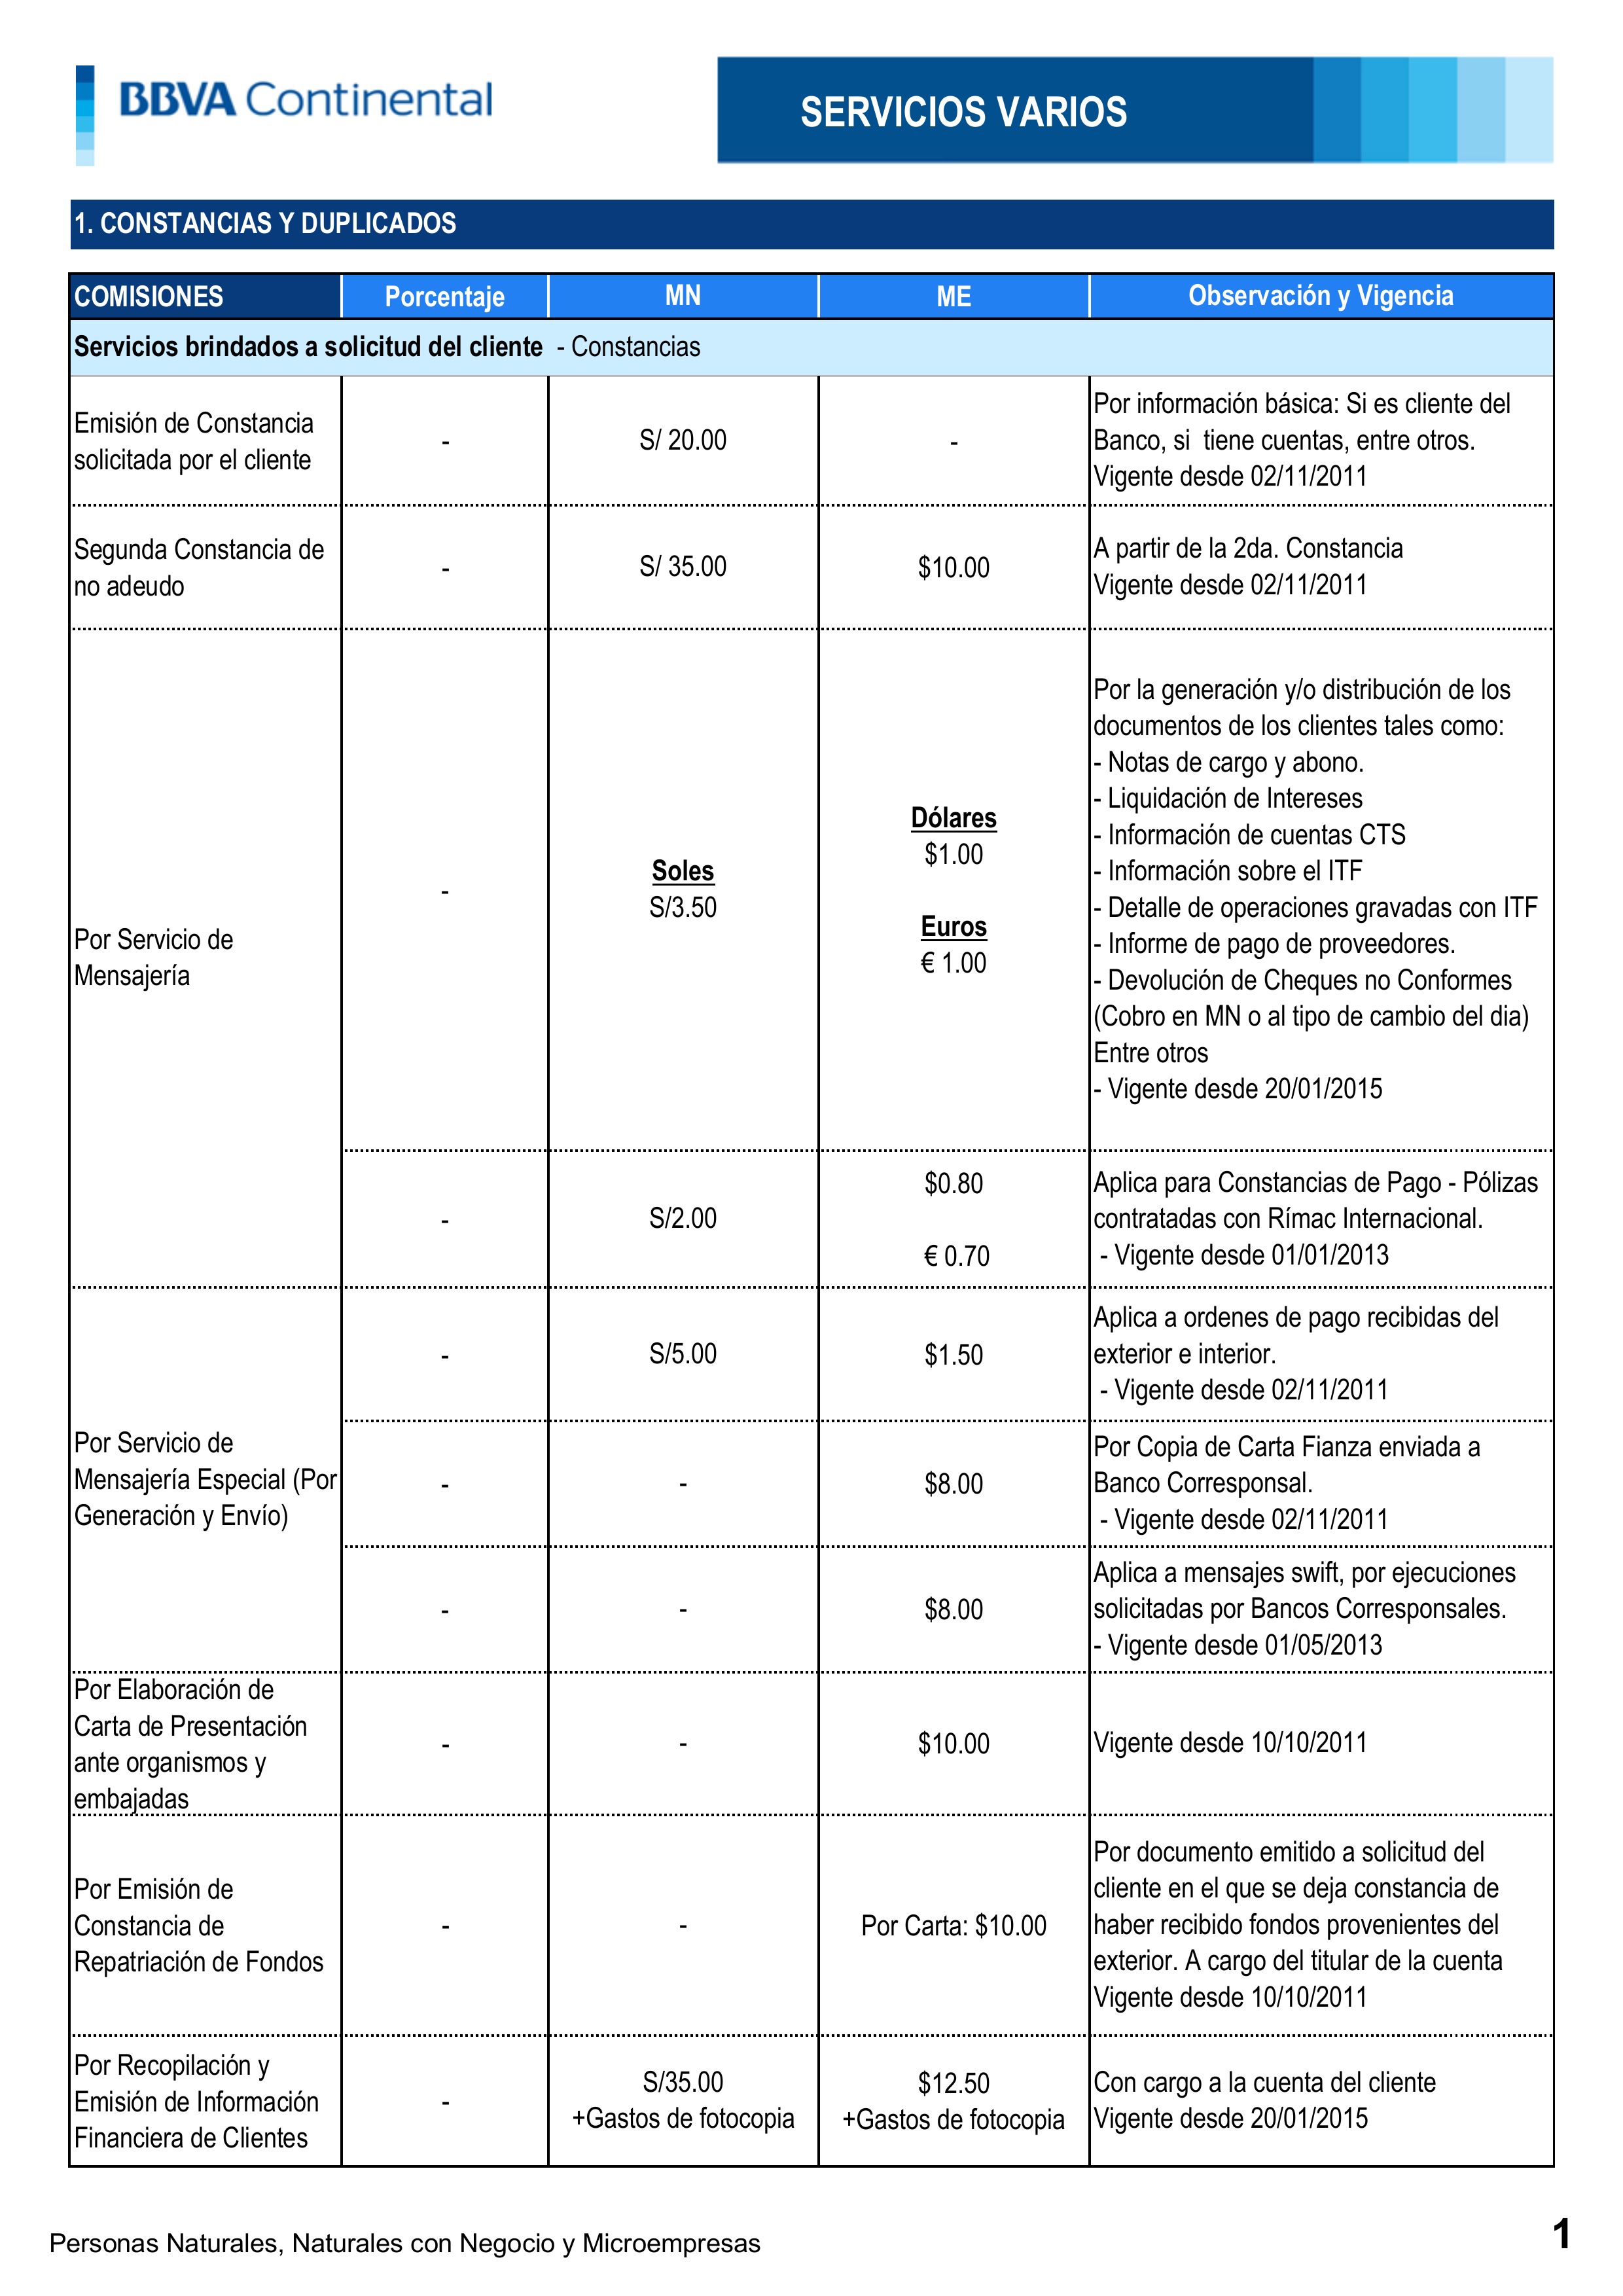 BBVA Continental
SERVICIOS VARIOS
1. CONSTANCIAS Y DUPLICADOS
COMISIONES
Porcentaje
MN
ME
Observación y Vigencia
Servicios brindados a solicitud del cliente - Constancias
Emisión de Constancia
solicitada por el cliente
-
S/ 20.00
-
Por información básica: Si es cliente del
Banco, si tiene cuentas, entre otros.
Vigente desde 02/11/2011
Segunda Constancia de
no adeudo
-
S/ 35.00
$10.00
A partir de la 2da. Constancia
Vigente desde 02/11/2011
Por Servicio de
Mensajería
-
Soles
S/3.50
Dólares
$1.00
Euros
€ 1.00
Por la generación y/o distribución de los
documentos de los clientes tales como:
- Notas de cargo y abono.
- Liquidación de Intereses
- Información de cuentas CTS
- Información sobre el ITF
- Detalle de operaciones gravadas con ITF
- Informe de pago de proveedores.
- Devolución de Cheques no Conformes
(Cobro en MN o al tipo de cambio del dia)
Entre otros
- Vigente desde 20/01/2015
-
S/2.00
$0.80
€ 0.70
Aplica para Constancias de Pago - Pólizas
contratadas con Rímac Internacional.
- Vigente desde 01/01/2013
Por Servicio de
Mensajería Especial (Por
Generación y Envío)
-
S/5.00
$1.50
Aplica a ordenes de pago recibidas del
exterior e interior.
- Vigente desde 02/11/2011
-
-
$8.00
Por Copia de Carta Fianza enviada a
Banco Corresponsal.
- Vigente desde 02/11/2011
-
-
$8.00
Aplica a mensajes swift, por ejecuciones
solicitadas por Bancos Corresponsales.
- Vigente desde 01/05/2013
Por Elaboración de
Carta de Presentación
ante organismos y
embajadas
-
-
$10.00
Vigente desde 10/10/2011
Por Emisión de
Constancia de
Repatriación de Fondos
-
-
Por Carta: $10.00
Por documento emitido a solicitud del
cliente en el que se deja constancia de
haber recibido fondos provenientes del
exterior. A cargo del titular de la cuenta
Vigente desde 10/10/2011
Por Recopilación y
Emisión de Información
Financiera de Clientes
-
S/35.00
+Gastos de fotocopia
$12.50
+Gastos de fotocopia
Con cargo a la cuenta del cliente
Vigente desde 20/01/2015
Personas Naturales, Naturales con Negocio y Microempresas
1